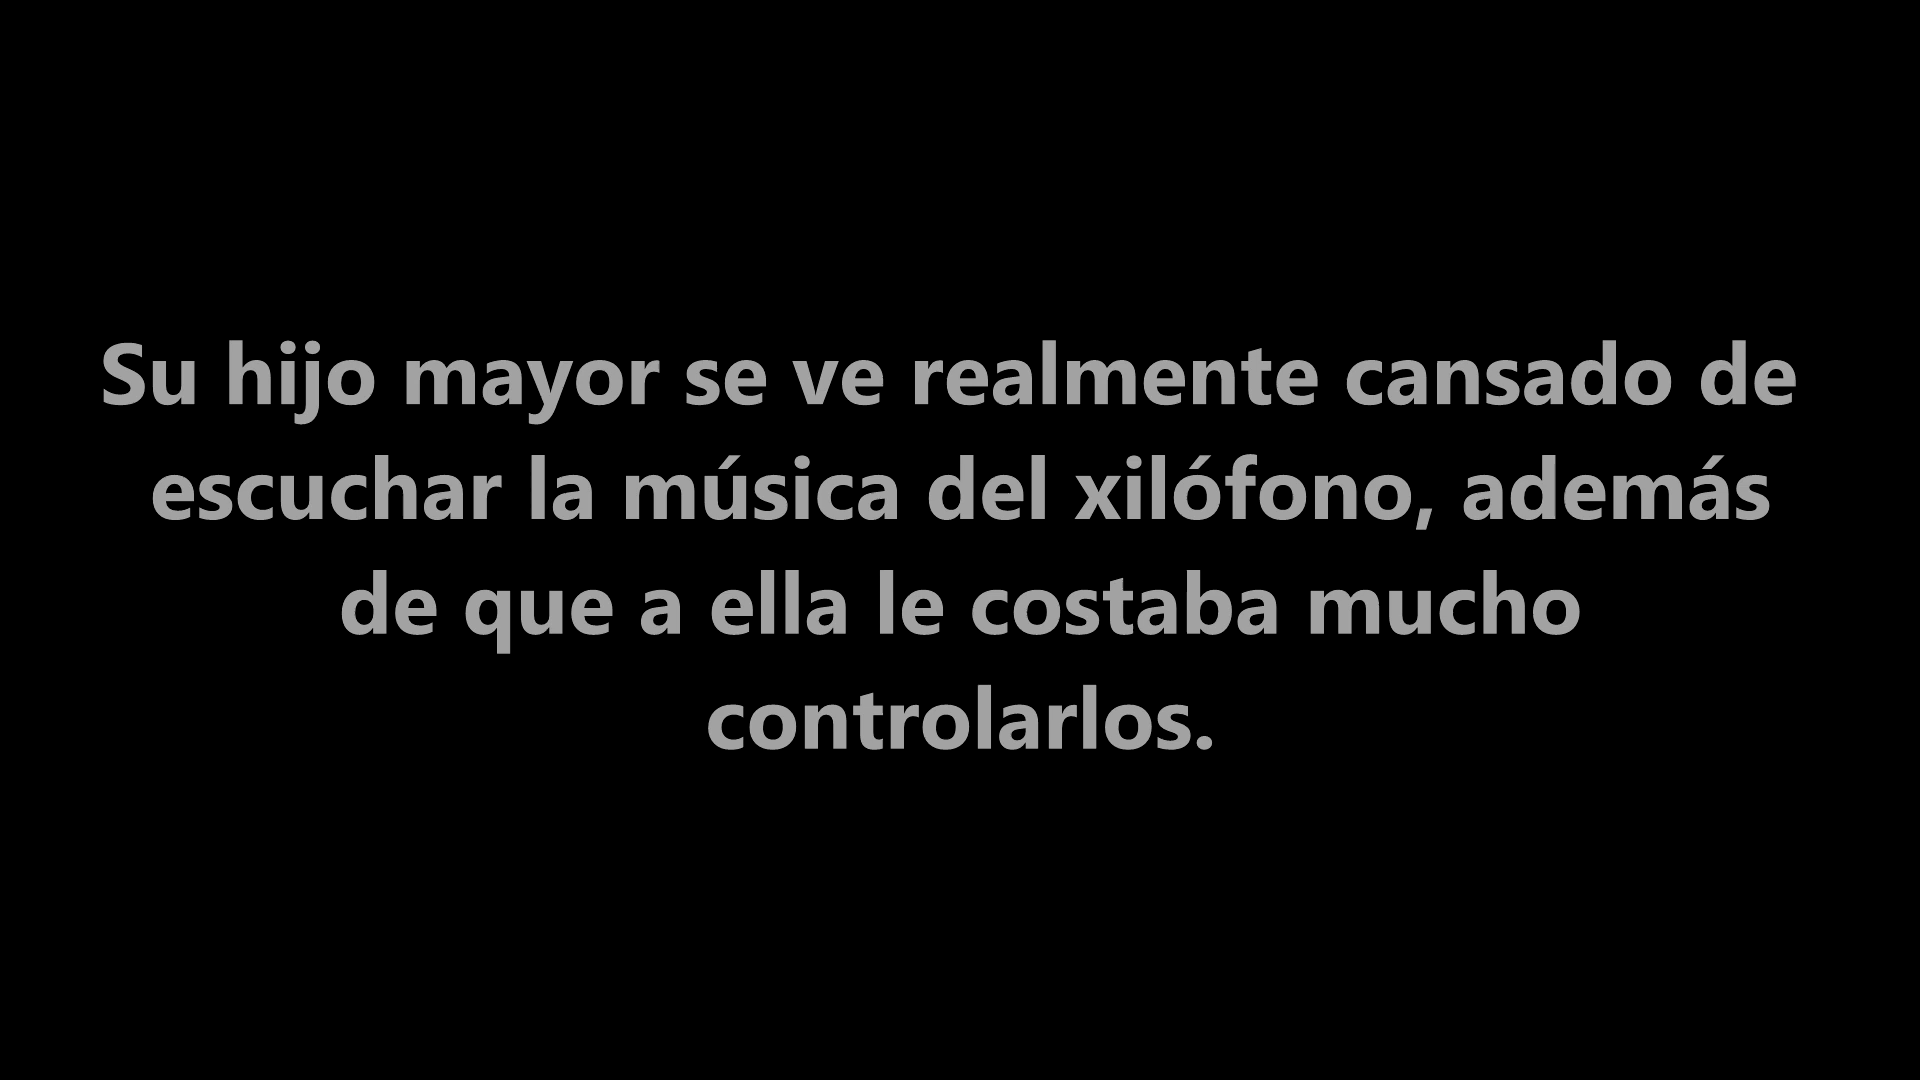 Su hijo mayor se ve realmente cansado de
escuchar la música del xilófono, además
de que a ella le costaba mucho
controlarlos.